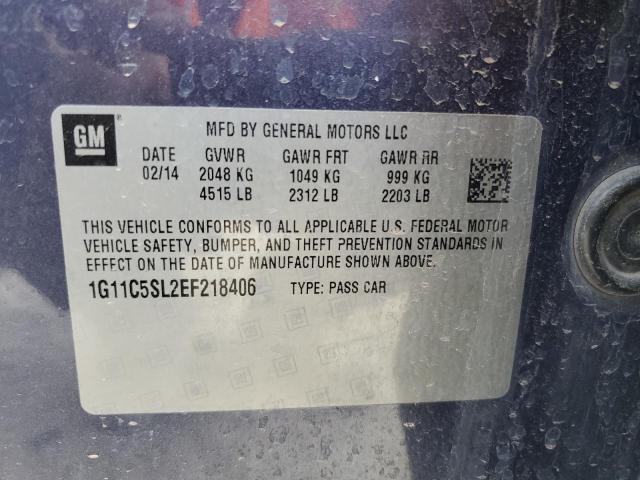 GM
MFD BY GENERAL MOTORS LLC
DATE GVWR GAWR FRT GAWR RR
02/14 2048 KG 1049 KG 999 KG
4515 LB 2312 LB 2203 LB
THIS VEHICLE CONFORMS TO ALL APPLICABLE U.S. FEDERAL MOTOR
VEHICLE SAFETY, BUMPER, AND THEFT PREVENTION STANDARDS IN
EFFECT ON THE DATE OF MANUFACTURE SHOWN ABOVE.
1G11C5SL2EF218406 TYPE: PASS CAR